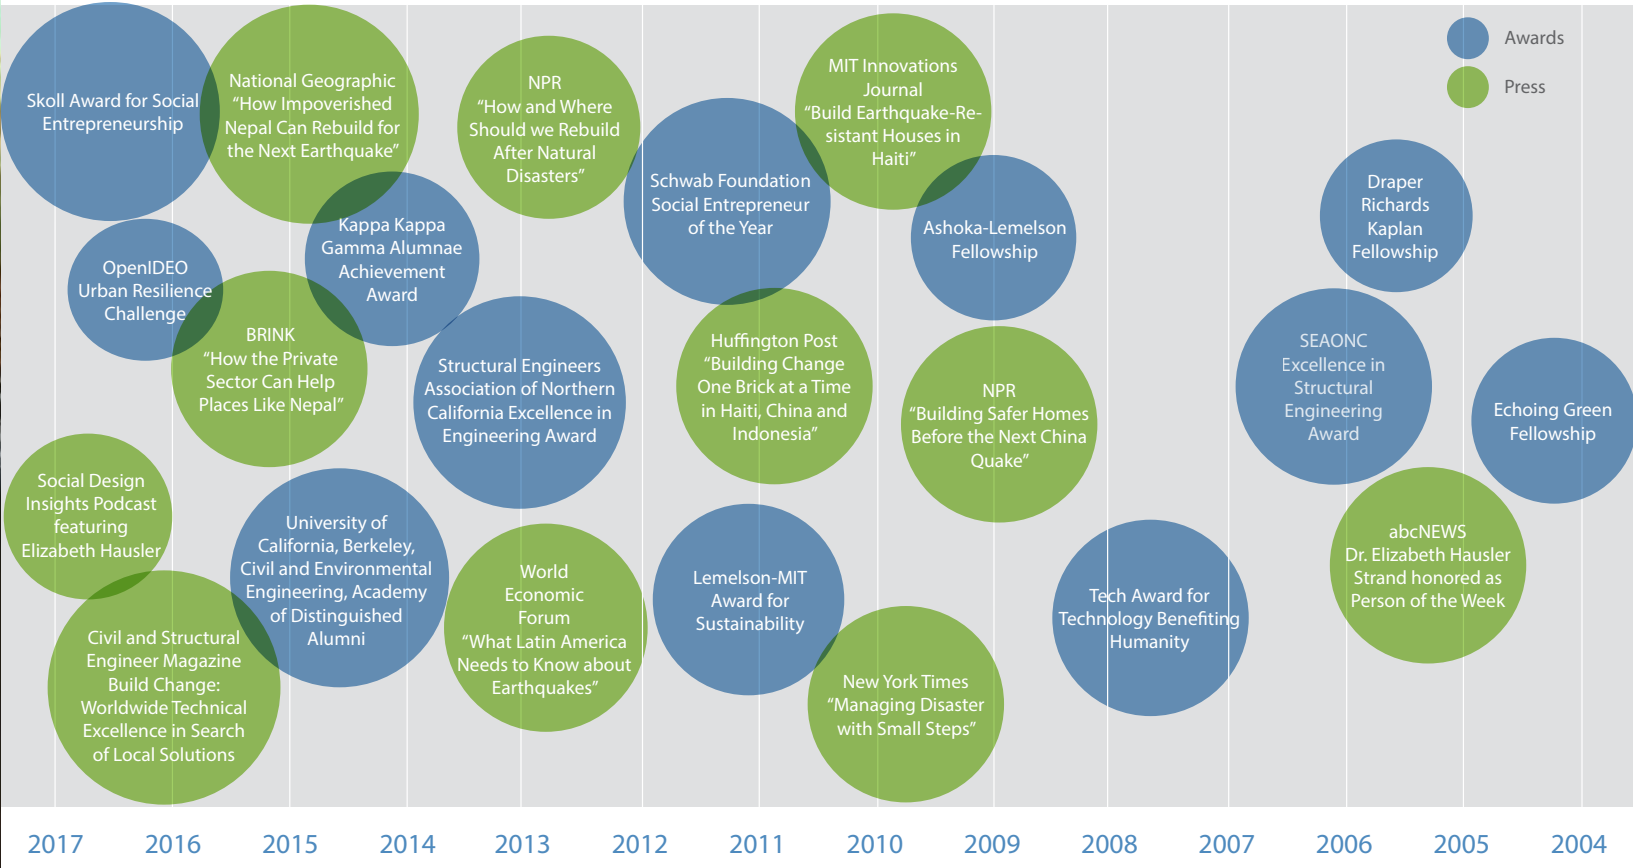 Skoll Award for Social
Entrepreneurship
National Geographic
“How Impoverished
Nepal Can Rebuild for
the Next Earthquake”
NPR
“How and Where
Should we Rebuild
After Natural
Disasters”
MIT Innovations
Journal
“Build Earthquake-Re-
sistant Houses in
Haiti”
Awards
Press
Schwab Foundation
Social Entrepreneur
of the Year
Draper
Richards
Kaplan
Fellowship
Kappa Kappa
Gamma Alumnae
Achievement
Award
Ashoka-Lemelson
Fellowship
OpenIDEO
Urban Resilience
Challenge
BRINK
“How the Private
Sector Can Help
Places Like Nepal”
Structural Engineers
Association of Northern
California Excellence in
Engineering Award
Huffington Post
“Building Change
One Brick at a Time
in Haiti, China and
Indonesia”
NPR
“Building Safer Homes
Before the Next China
Quake”
SEAONC
Excellence in
Structural
Engineering
Award
Echoing Green
Fellowship
Social Design
Insights Podcast
featuring
Elizabeth Hausler
University of
California, Berkeley,
Civil and Environmental
Engineering, Academy
of Distinguished
Alumni
World
Economic
Forum
“What Latin America
Needs to Know about
Earthquakes”
Lemelson-MIT
Award for
Sustainability
Tech Award for
Technology Benefiting
Humanity
abcNEWS
Dr. Elizabeth Hausler
Strand honored as
Person of the Week
Civil and Structural
Engineer Magazine
Build Change:
Worldwide Technical
Excellence in Search
of Local Solutions
New York Times
“Managing Disaster
with Small Steps”
2017 2016 2015 2014 2013 2012 2011 2010 2009 2008 2007 2006 2005 2004